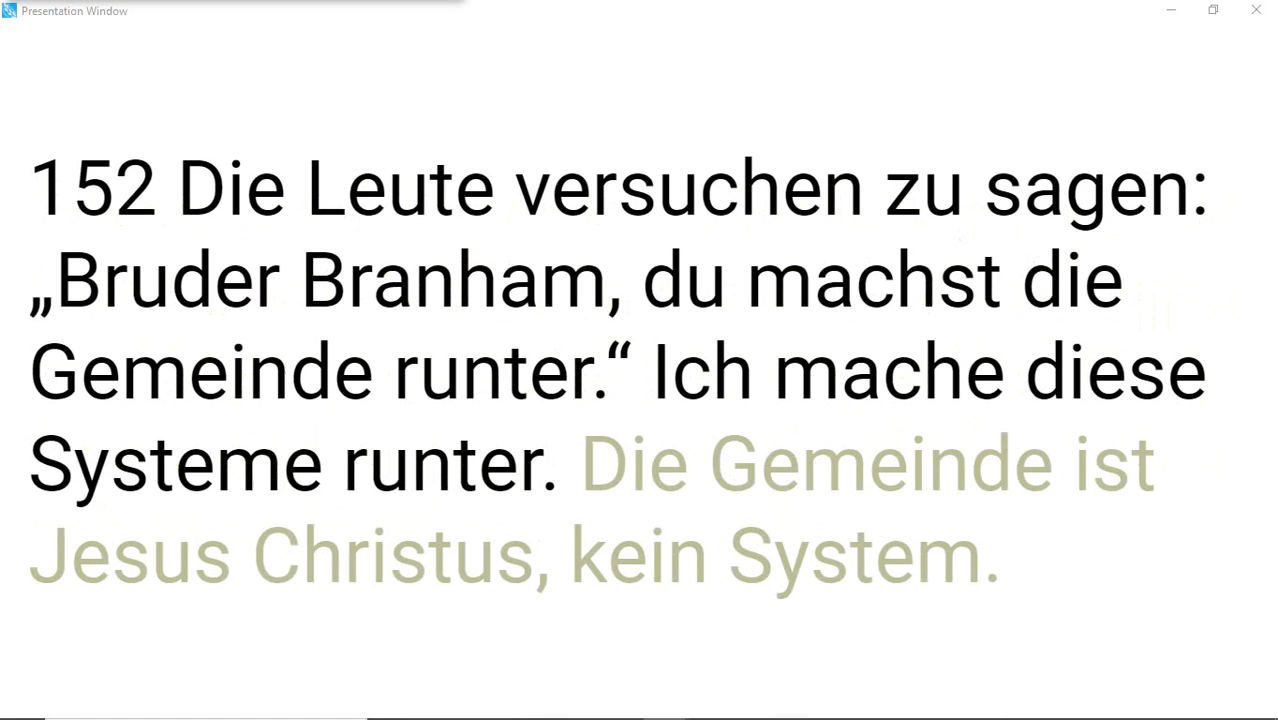 Presentation Window
152 Die Leute versuchen zu sagen:
„Bruder Branham, du machst die
Gemeinde runter.“ Ich mache diese
Systeme runter. Die Gemeinde ist
Jesus Christus, kein System.